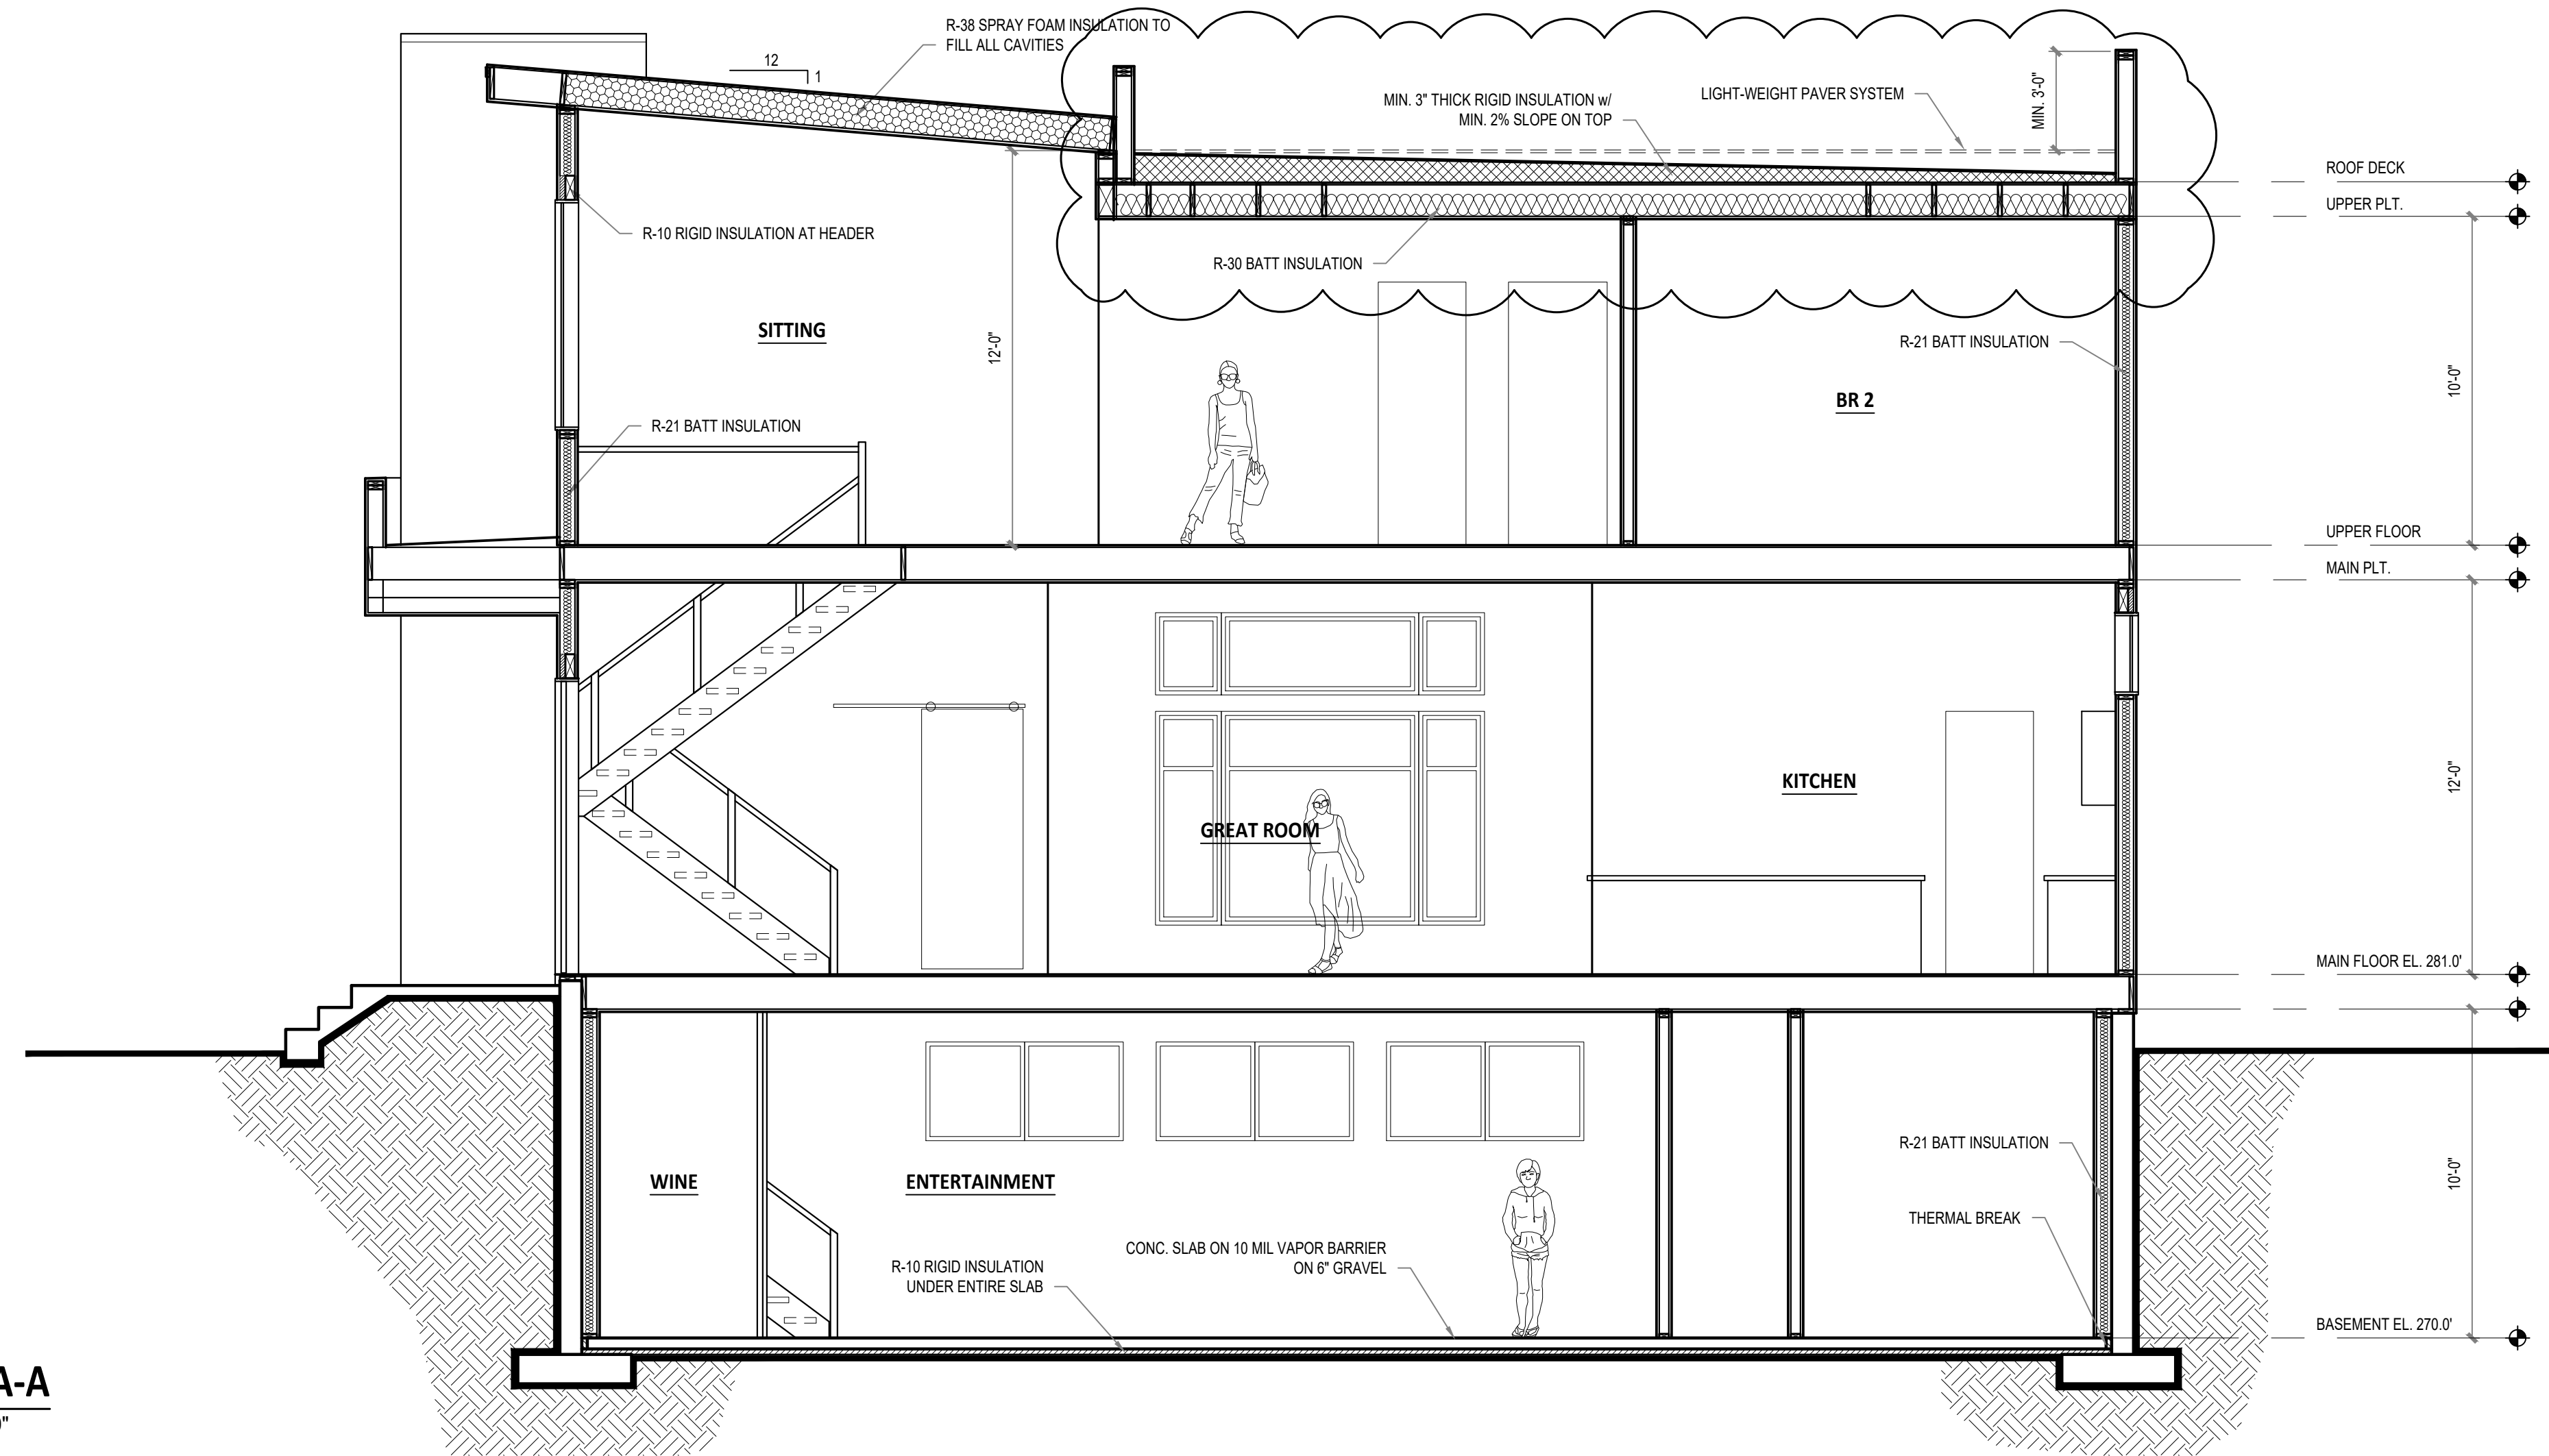 R-38 SPRAY FOAM INSULATION TO
FILL ALL CAVITIES
12
1
MIN. 3" THICK RIGID INSULATION w/
MIN. 2% SLOPE ON TOP
LIGHT-WEIGHT PAVER SYSTEM
MIN. 3'-0"
ROOF DECK
UPPER PLT.
R-10 RIGID INSULATION AT HEADER
R-30 BATT INSULATION
SITTING
12'-0"
R-21 BATT INSULATION
10'-0"
BR 2
R-21 BATT INSULATION
UPPER FLOOR
MAIN PLT.
KITCHEN
12'-0"
GREAT ROOM
MAIN FLOOR EL. 281.0'
R-21 BATT INSULATION
WINE
ENTERTAINMENT
10'-0"
THERMAL BREAK
CONC. SLAB ON 10 MIL VAPOR BARRIER
ON 6" GRAVEL
R-10 RIGID INSULATION
UNDER ENTIRE SLAB
BASEMENT EL. 270.0'
A-A